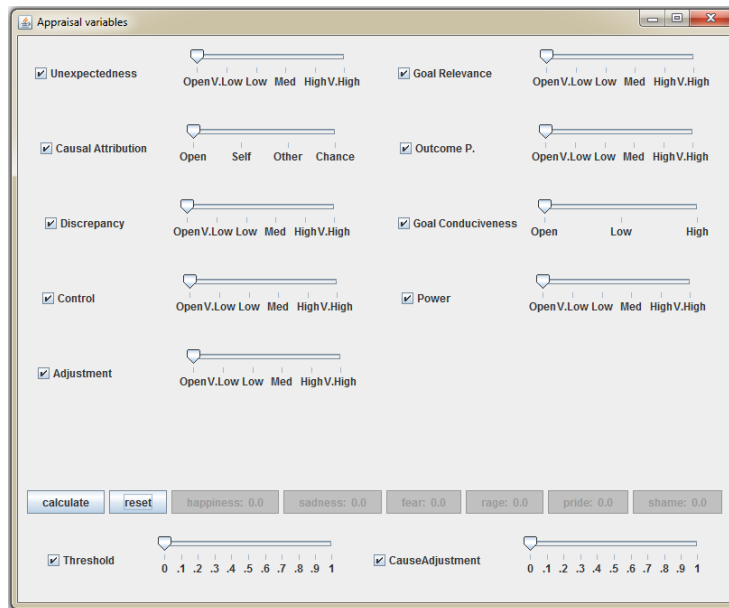 Appraisal variables
Unexpectedness
Open V.Low Low Med High V.High
Goal Relevance
Open V.Low Low Med High V.High
Causal Attribution
Open Self Other Chance
Outcome P.
Open V.Low Low Med High V.High
Discrepancy
Open V.Low Low Med High V.High
Goal Conduciveness
Open Low High
Control
Open V.Low Low Med High V.High
Power
Open V.Low Low Med High V.High
Adjustment
Open V.Low Low Med High V.High
calculate reset happiness: 0.0 sadness: 0.0 fear: 0.0 rage: 0.0 pride: 0.0 shame: 0.0
Threshold
0 .1 .2 .3 .4 .5 .6 .7 .8 .9 1
CauseAdjustment
0 .1 .2 .3 .4 .5 .6 .7 .8 .9 1